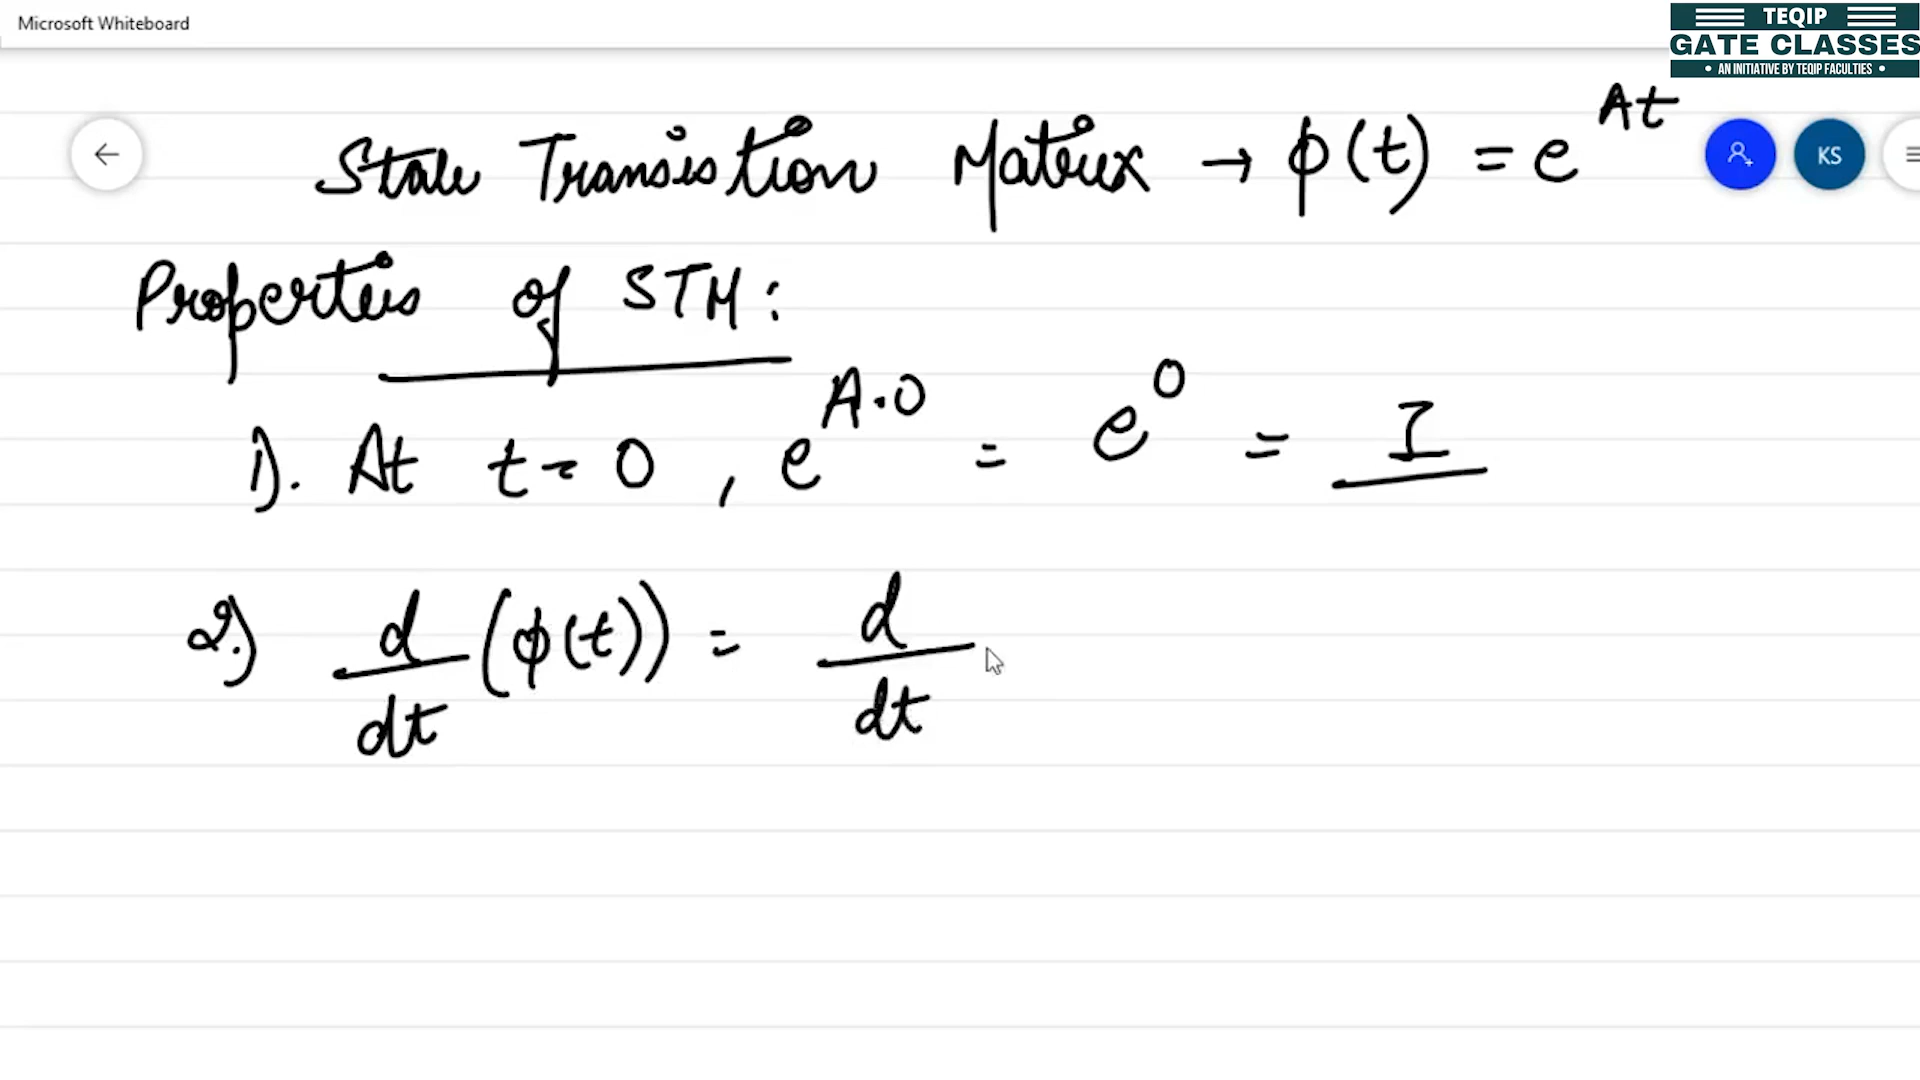 Microsoft Whiteboard
TEQIP
GATE CLASSES
• AN INITIATIVE BY TEQIP FACULTIES •
KS
State Transistion Matrix → ϕ(t) = e^{At}
Properties of STM:
1). At t = 0, e^{A.0} = e^{0} = I
2.) d/dt (ϕ(t)) = d/dt